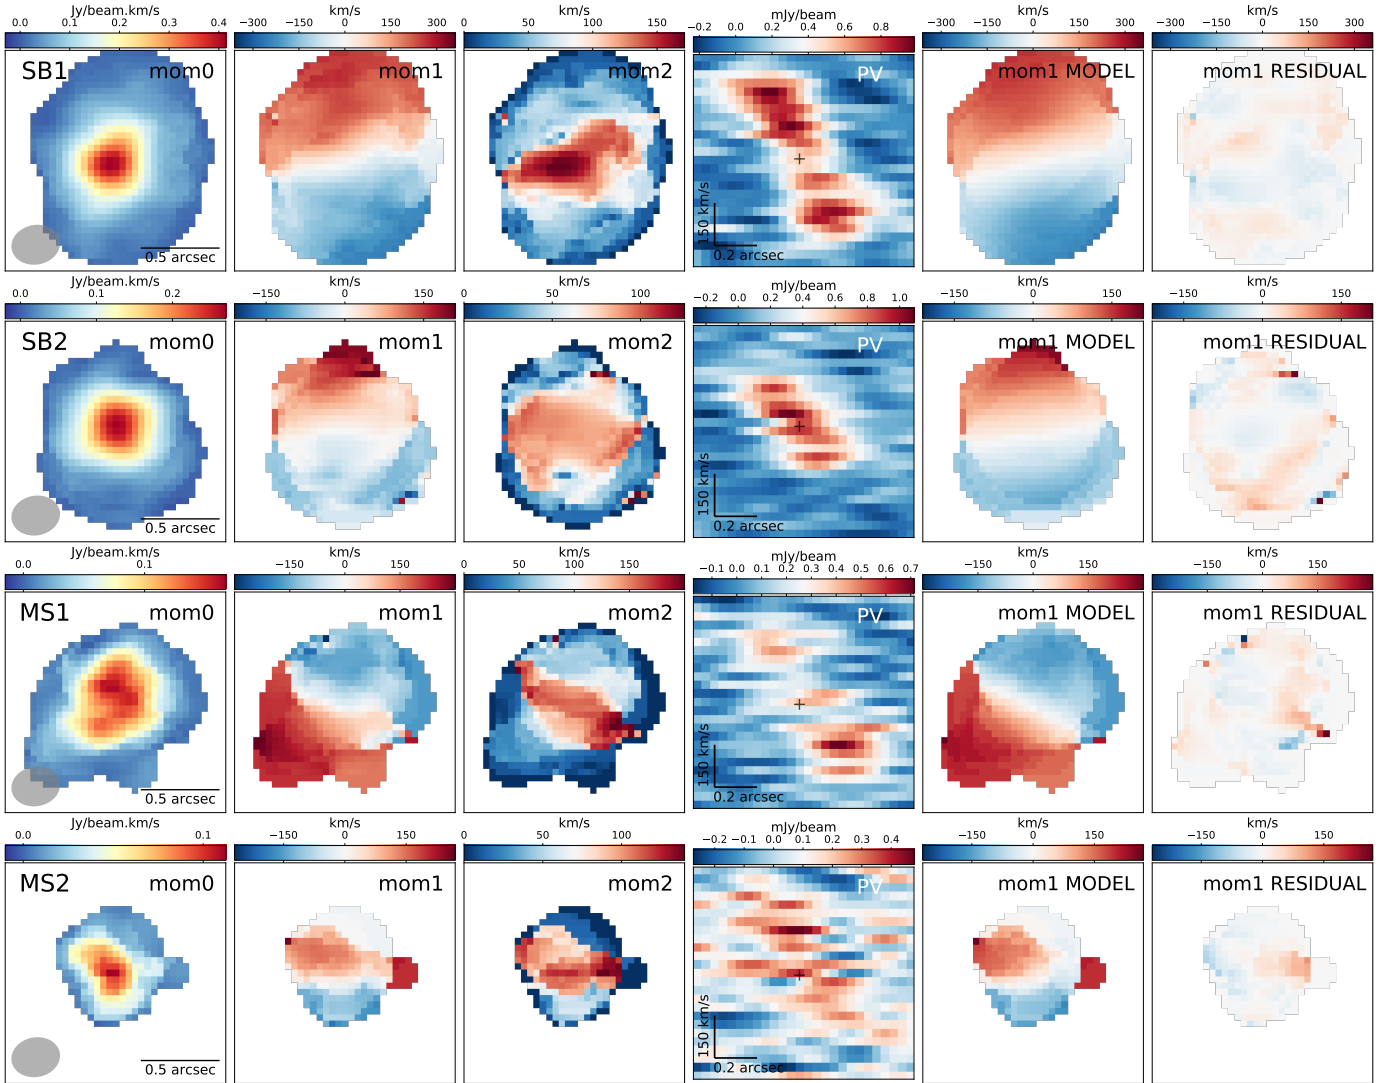 Jy/beam.km/s km/s km/s mJy/beam km/s km/s
0.1 0.2 0.3 0.4 −300 −150 0 150 300 0 50 100 150 −0.2 0.0 0.2 0.4 0.6 0.8 −300 −150 0 150 300 −300 −150 0 150 300
SB1 mom0 mom1 mom2 PV mom1 MODEL mom1 RESIDUAL
0.5 arcsec 150 km/s 0.2 arcsec
Jy/beam.km/s km/s km/s mJy/beam km/s km/s
0.0 0.1 0.2 −150 0 150 0 50 100 −0.2 0.0 0.2 0.4 0.6 0.8 1.0 −150 0 150 −150 0 150
SB2 mom0 mom1 mom2 PV mom1 MODEL mom1 RESIDUAL
0.5 arcsec 150 km/s 0.2 arcsec
Jy/beam.km/s km/s km/s mJy/beam km/s km/s
0.0 0.1 −150 0 150 0 50 100 150 −0.1 0.0 0.1 0.2 0.3 0.4 0.5 0.6 0.7 −150 0 150 −150 0 150
MS1 mom0 mom1 mom2 PV mom1 MODEL mom1 RESIDUAL
0.5 arcsec 150 km/s 0.2 arcsec
Jy/beam.km/s km/s km/s mJy/beam km/s km/s
0.0 0.1 −150 0 150 0 50 100 −0.2 −0.1 0.0 0.1 0.2 0.3 0.4 −150 0 150 −150 0 150
MS2 mom0 mom1 mom2 PV mom1 MODEL mom1 RESIDUAL
0.5 arcsec 150 km/s 0.2 arcsec